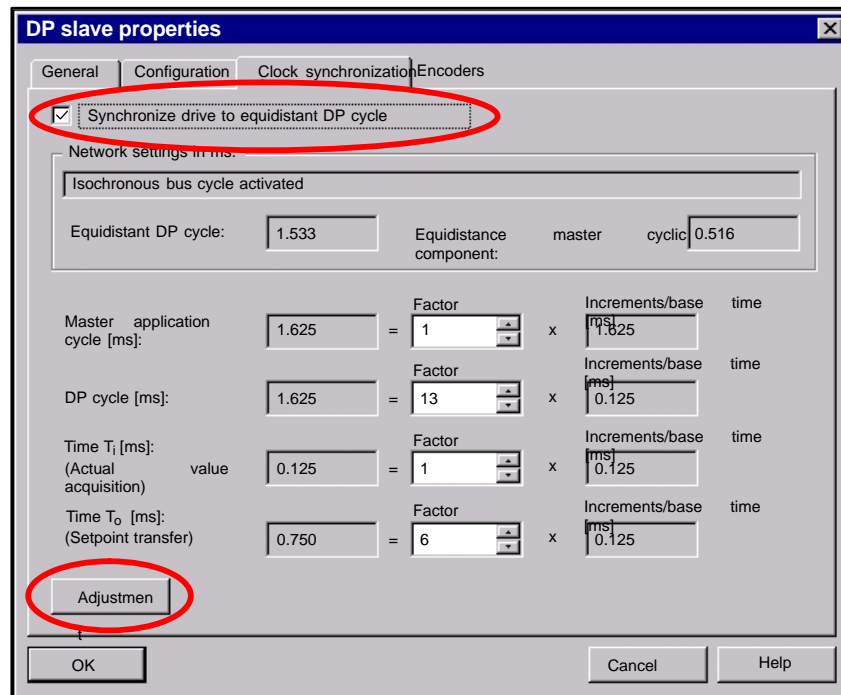 DP slave properties
General Configuration Clock synchronization Encoders
Synchronize drive to equidistant DP cycle
Network settings in ms:
Isochronous bus cycle activated
Equidistant DP cycle: 1.533 Equidistance master cyclic 0.516
component:
Factor Increments/base time
Master application [ms]
cycle [ms]: 1.625 = 1 x 1.625
Factor Increments/base time
[ms]
DP cycle [ms]: 1.625 = 13 x 0.125
Factor Increments/base time
Time Ti [ms]: [ms]
(Actual value 0.125 = 1 x 0.125
acquisition)
Factor Increments/base time
Time To [ms]: [ms]
(Setpoint transfer) 0.750 = 6 x 0.125
Adjustmen
t
OK Cancel Help